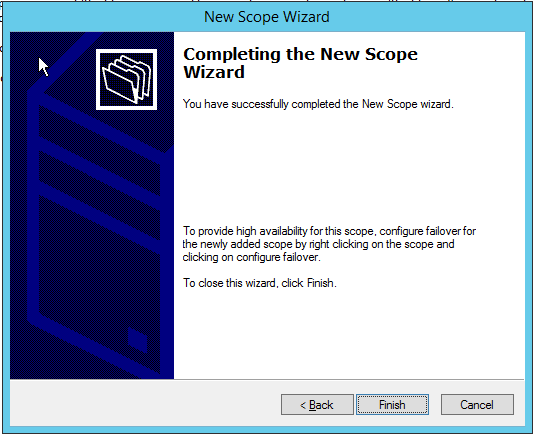 New Scope Wizard
Completing the New Scope
Wizard
You have successfully completed the New Scope wizard.
To provide high availability for this scope, configure failover for
the newly added scope by right clicking on the scope and
clicking on configure failover.
To close this wizard, click Finish.
< Back
Finish
Cancel